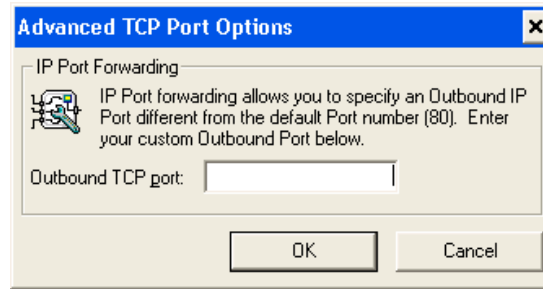 Advanced TCP Port Options
IP Port Forwarding
IP Port forwarding allows you to specify an Outbound IP
Port different from the default Port number (80). Enter
your custom Outbound Port below.
Outbound TCP port:
OK Cancel